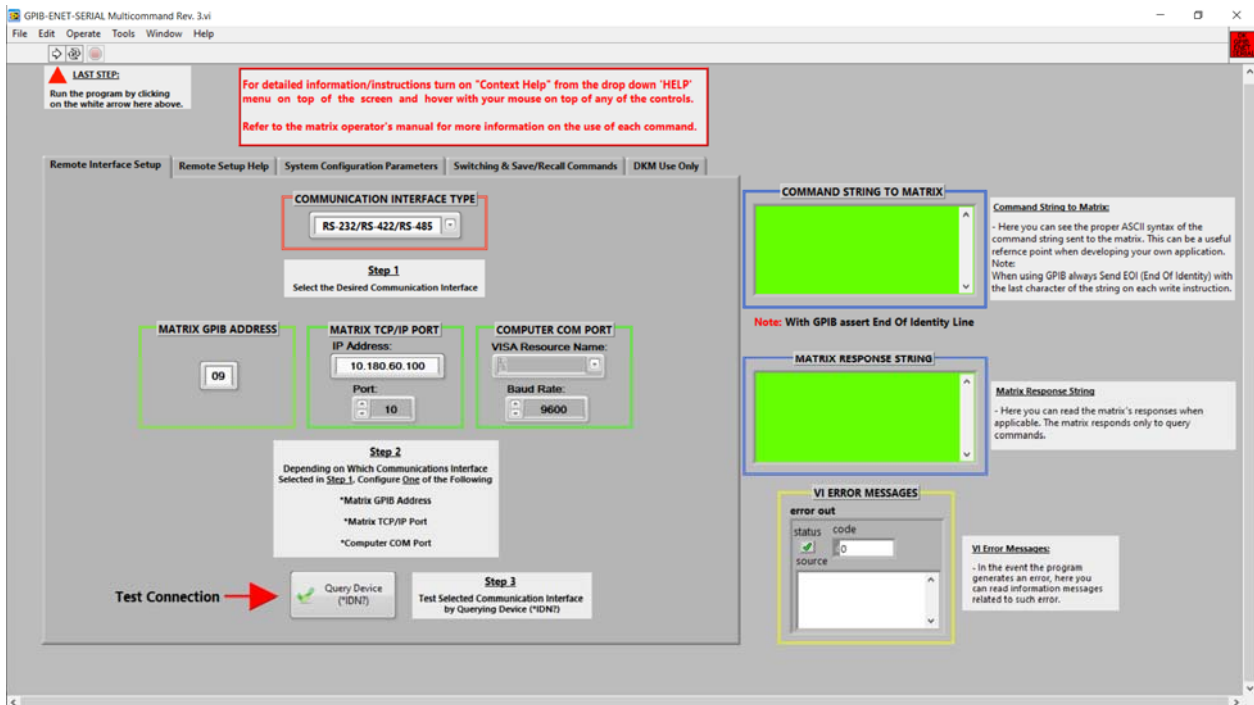 GPIB-ENET-SERIAL Multicommand Rev. 3.vi
File Edit Operate Tools Window Help
LAST STEP:
Run the program by clicking
on the white arrow here above.
For detailed information/instructions turn on "Context Help" from the drop down 'HELP'
menu on top of the screen and hover with your mouse on top of any of the controls.
Refer to the matrix operator's manual for more information on the use of each command.
Remote Interface Setup Remote Setup Help System Configuration Parameters Switching & Save/Recall Commands DKM Use Only
COMMUNICATION INTERFACE TYPE
RS-232/RS-422/RS-485
Step 1
Select the Desired Communication Interface
MATRIX GPIB ADDRESS
09
MATRIX TCP/IP PORT
IP Address:
10.180.60.100
Port:
10
COMPUTER COM PORT
VISA Resource Name:
Baud Rate:
9600
Step 2
Depending on Which Communications Interface
Selected in Step 1, Configure One of the Following
*Matrix GPIB Address
*Matrix TCP/IP Port
*Computer COM Port
Test Connection
Query Device
(*IDN?)
Step 3
Test Selected Communication Interface
by Querying Device (*IDN?)
COMMAND STRING TO MATRIX
Command String to Matrix:
- Here you can see the proper ASCII syntax of the
command string sent to the matrix. This can be a useful
refernce point when developing your own application.
Note:
When using GPIB always Send EOI (End Of Identity) with
the last character of the string on each write instruction.
Note: With GPIB assert End Of Identity Line
MATRIX RESPONSE STRING
Matrix Response String
- Here you can read the matrix's responses when
applicable. The matrix responds only to query
commands.
VI ERROR MESSAGES
error out
status code
0
source
VI Error Messages:
- In the event the program
generates an error, here you
can read information messages
related to such error.